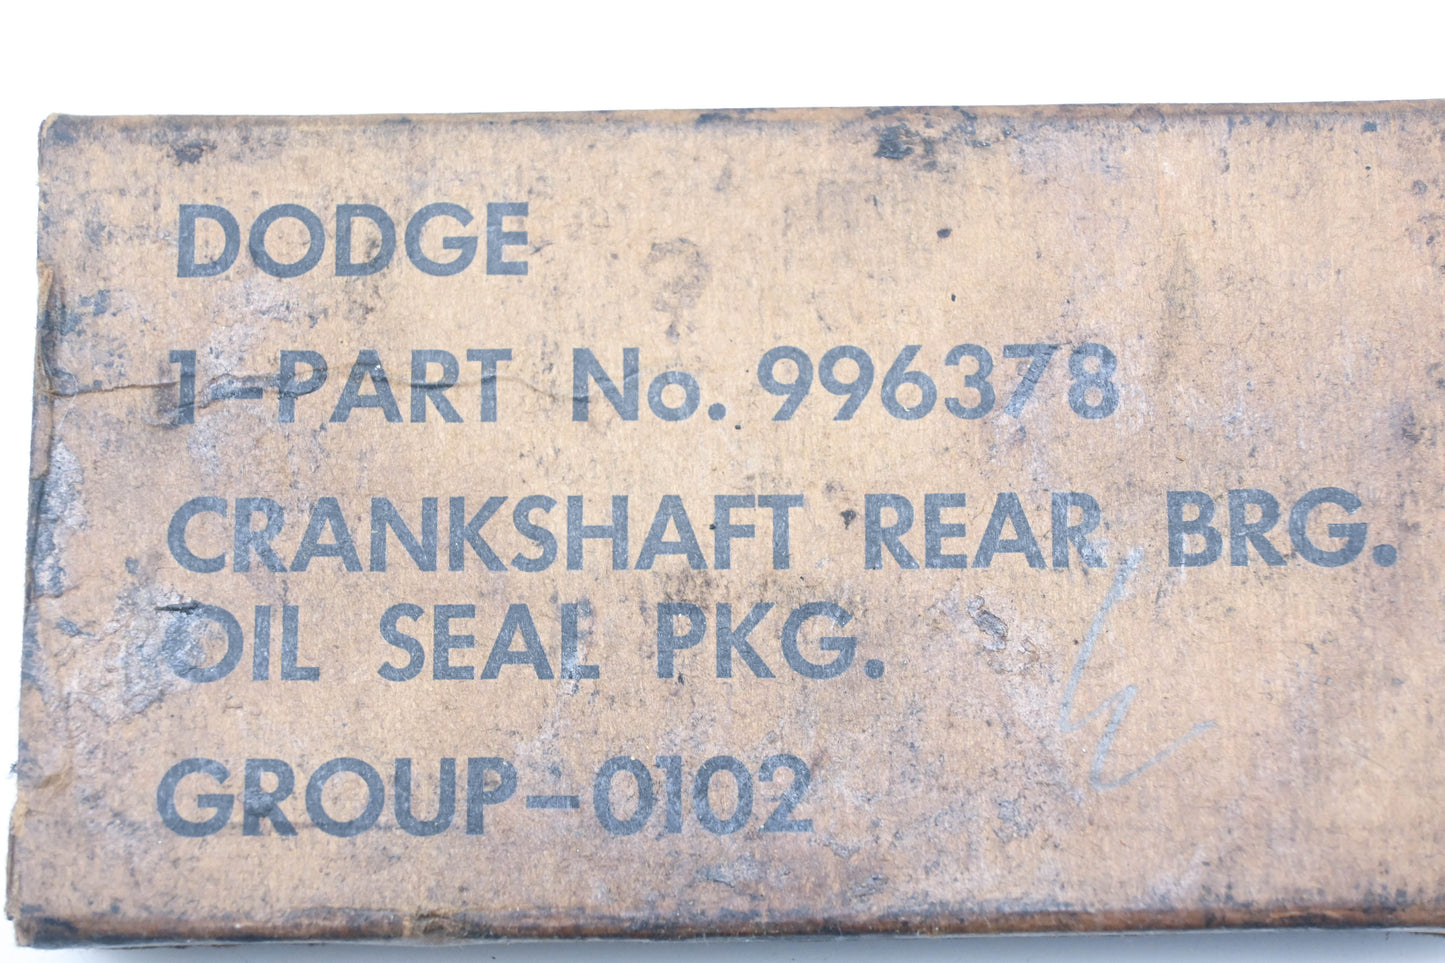 DODGE
1-PART No. 996378
CRANKSHAFT REAR BRG.
OIL SEAL PKG.
GROUP-0102